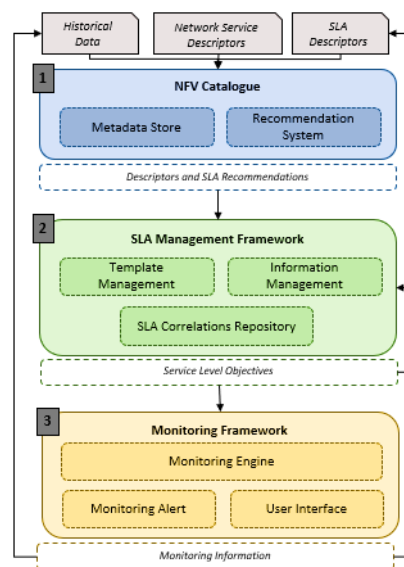 Historical
Data
Network Service
Descriptors
SLA
Descriptors
1
NFV Catalogue
Metadata Store
Recommendation
System
Descriptors and SLA Recommendations
2
SLA Management Framework
Template
Management
Information
Management
SLA Correlations Repository
Service Level Objectives
3
Monitoring Framework
Monitoring Engine
Monitoring Alert
User Interface
Monitoring Information